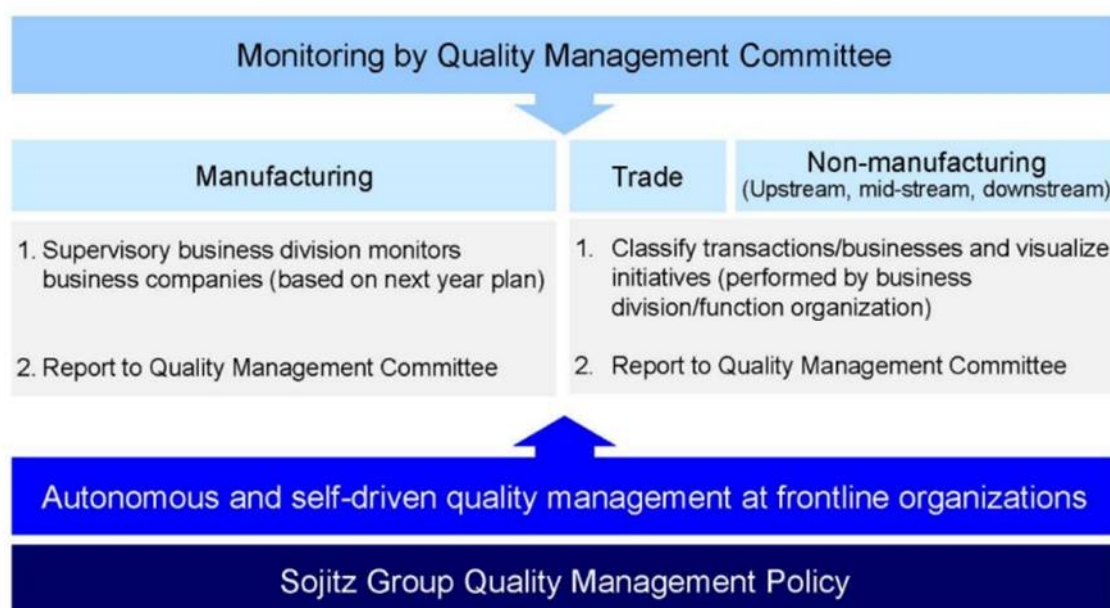 Monitoring by Quality Management Committee
Manufacturing
Trade
Non-manufacturing
(Upstream, mid-stream, downstream)
1. Supervisory business division monitors
business companies (based on next year plan)
2. Report to Quality Management Committee
1. Classify transactions/businesses and visualize
initiatives (performed by business
division/function organization)
2. Report to Quality Management Committee
Autonomous and self-driven quality management at frontline organizations
Sojitz Group Quality Management Policy